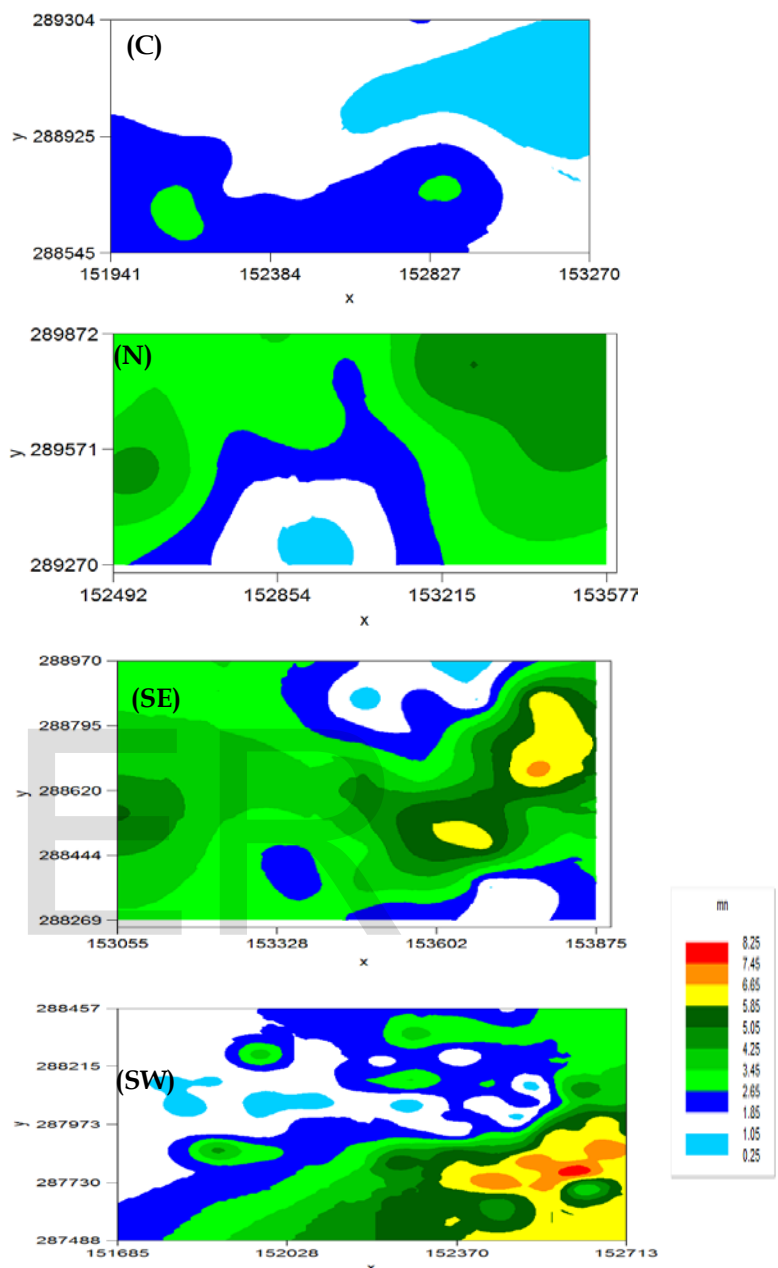 (C)
289304
y 288925
288545
151941 152384 152827 153270
x
(N)
289872
y 289571
289270
152492 152854 153215 153577
x
(SE)
288970
288795
y 288620
288444
288269
153055 153328 153602 153875
x
ER
mn
8.25
7.45
6.65
5.85
5.05
4.25
3.45
2.65
1.85
1.05
0.25
(SW)
288457
288215
y 287973
287730
287488
151685 152028 152370 152713
x